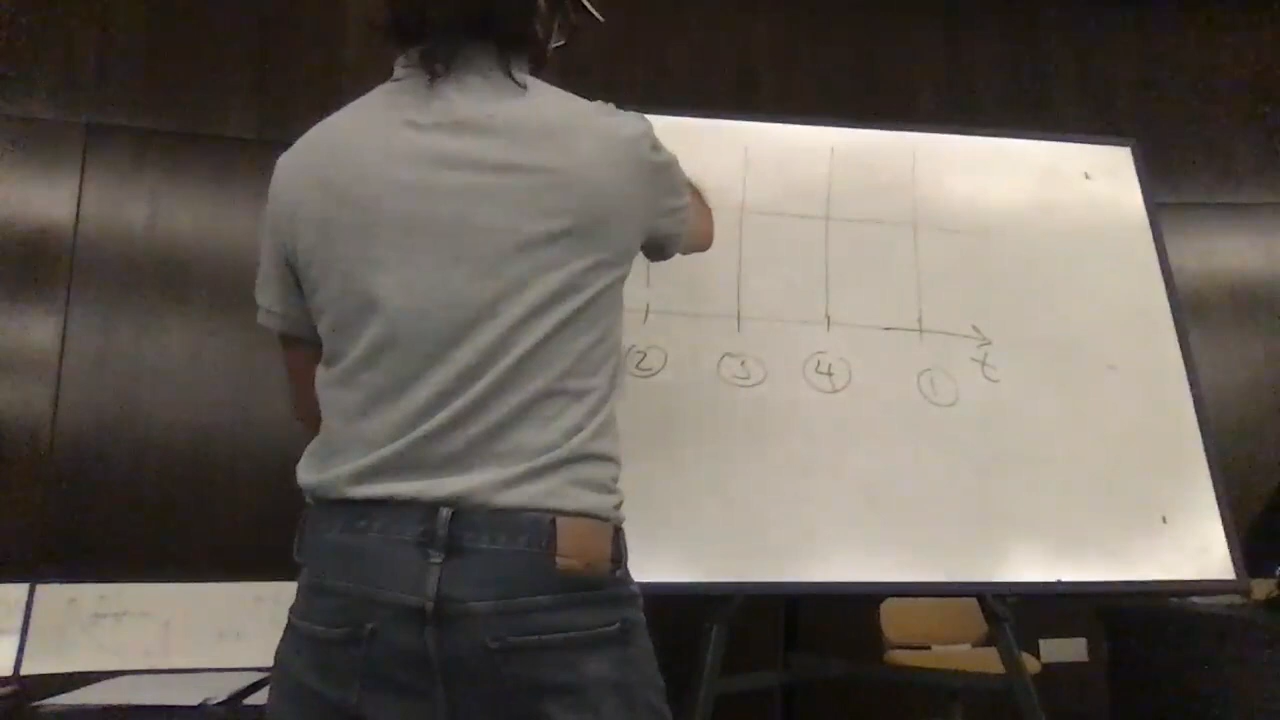 ② ③ ④ ①
t